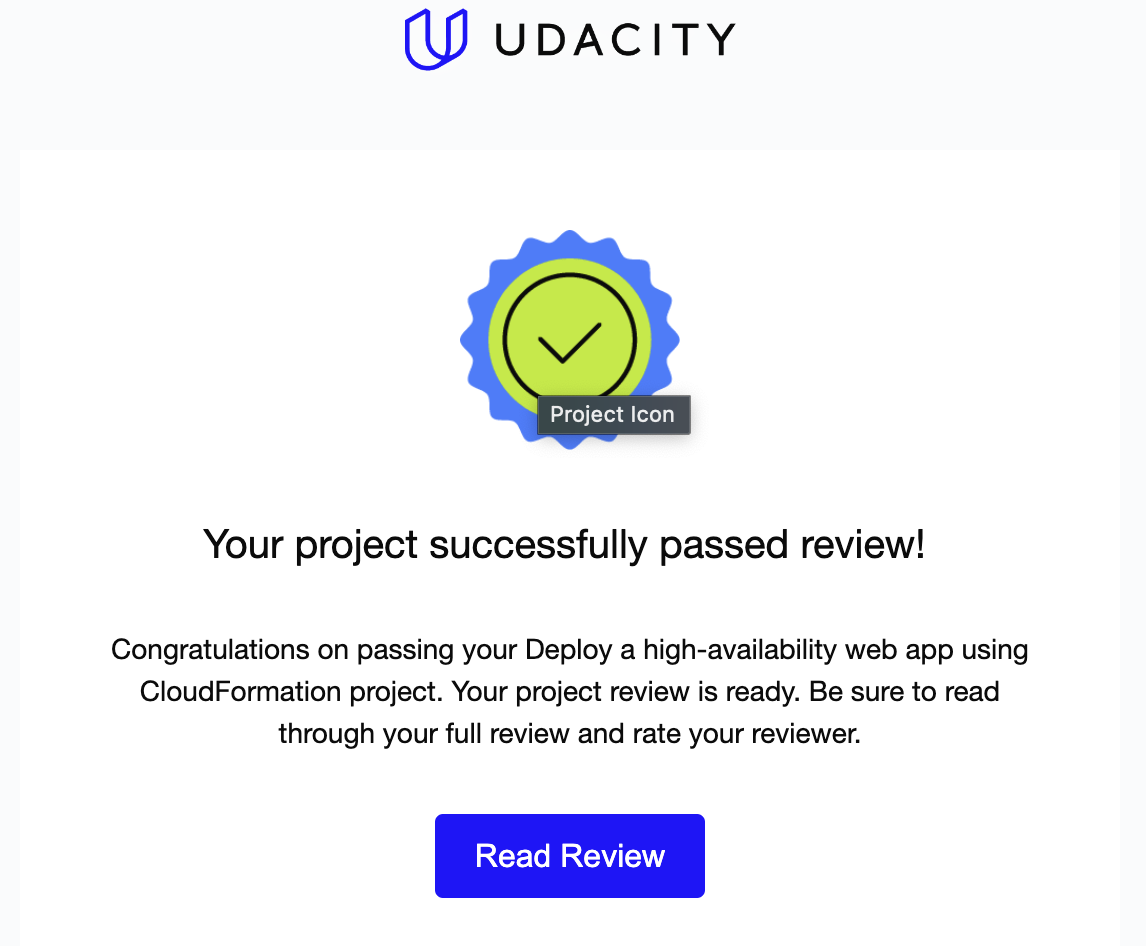 UDACITY
Project Icon
Your project successfully passed review!
Congratulations on passing your Deploy a high-availability web app using
CloudFormation project. Your project review is ready. Be sure to read
through your full review and rate your reviewer.
Read Review